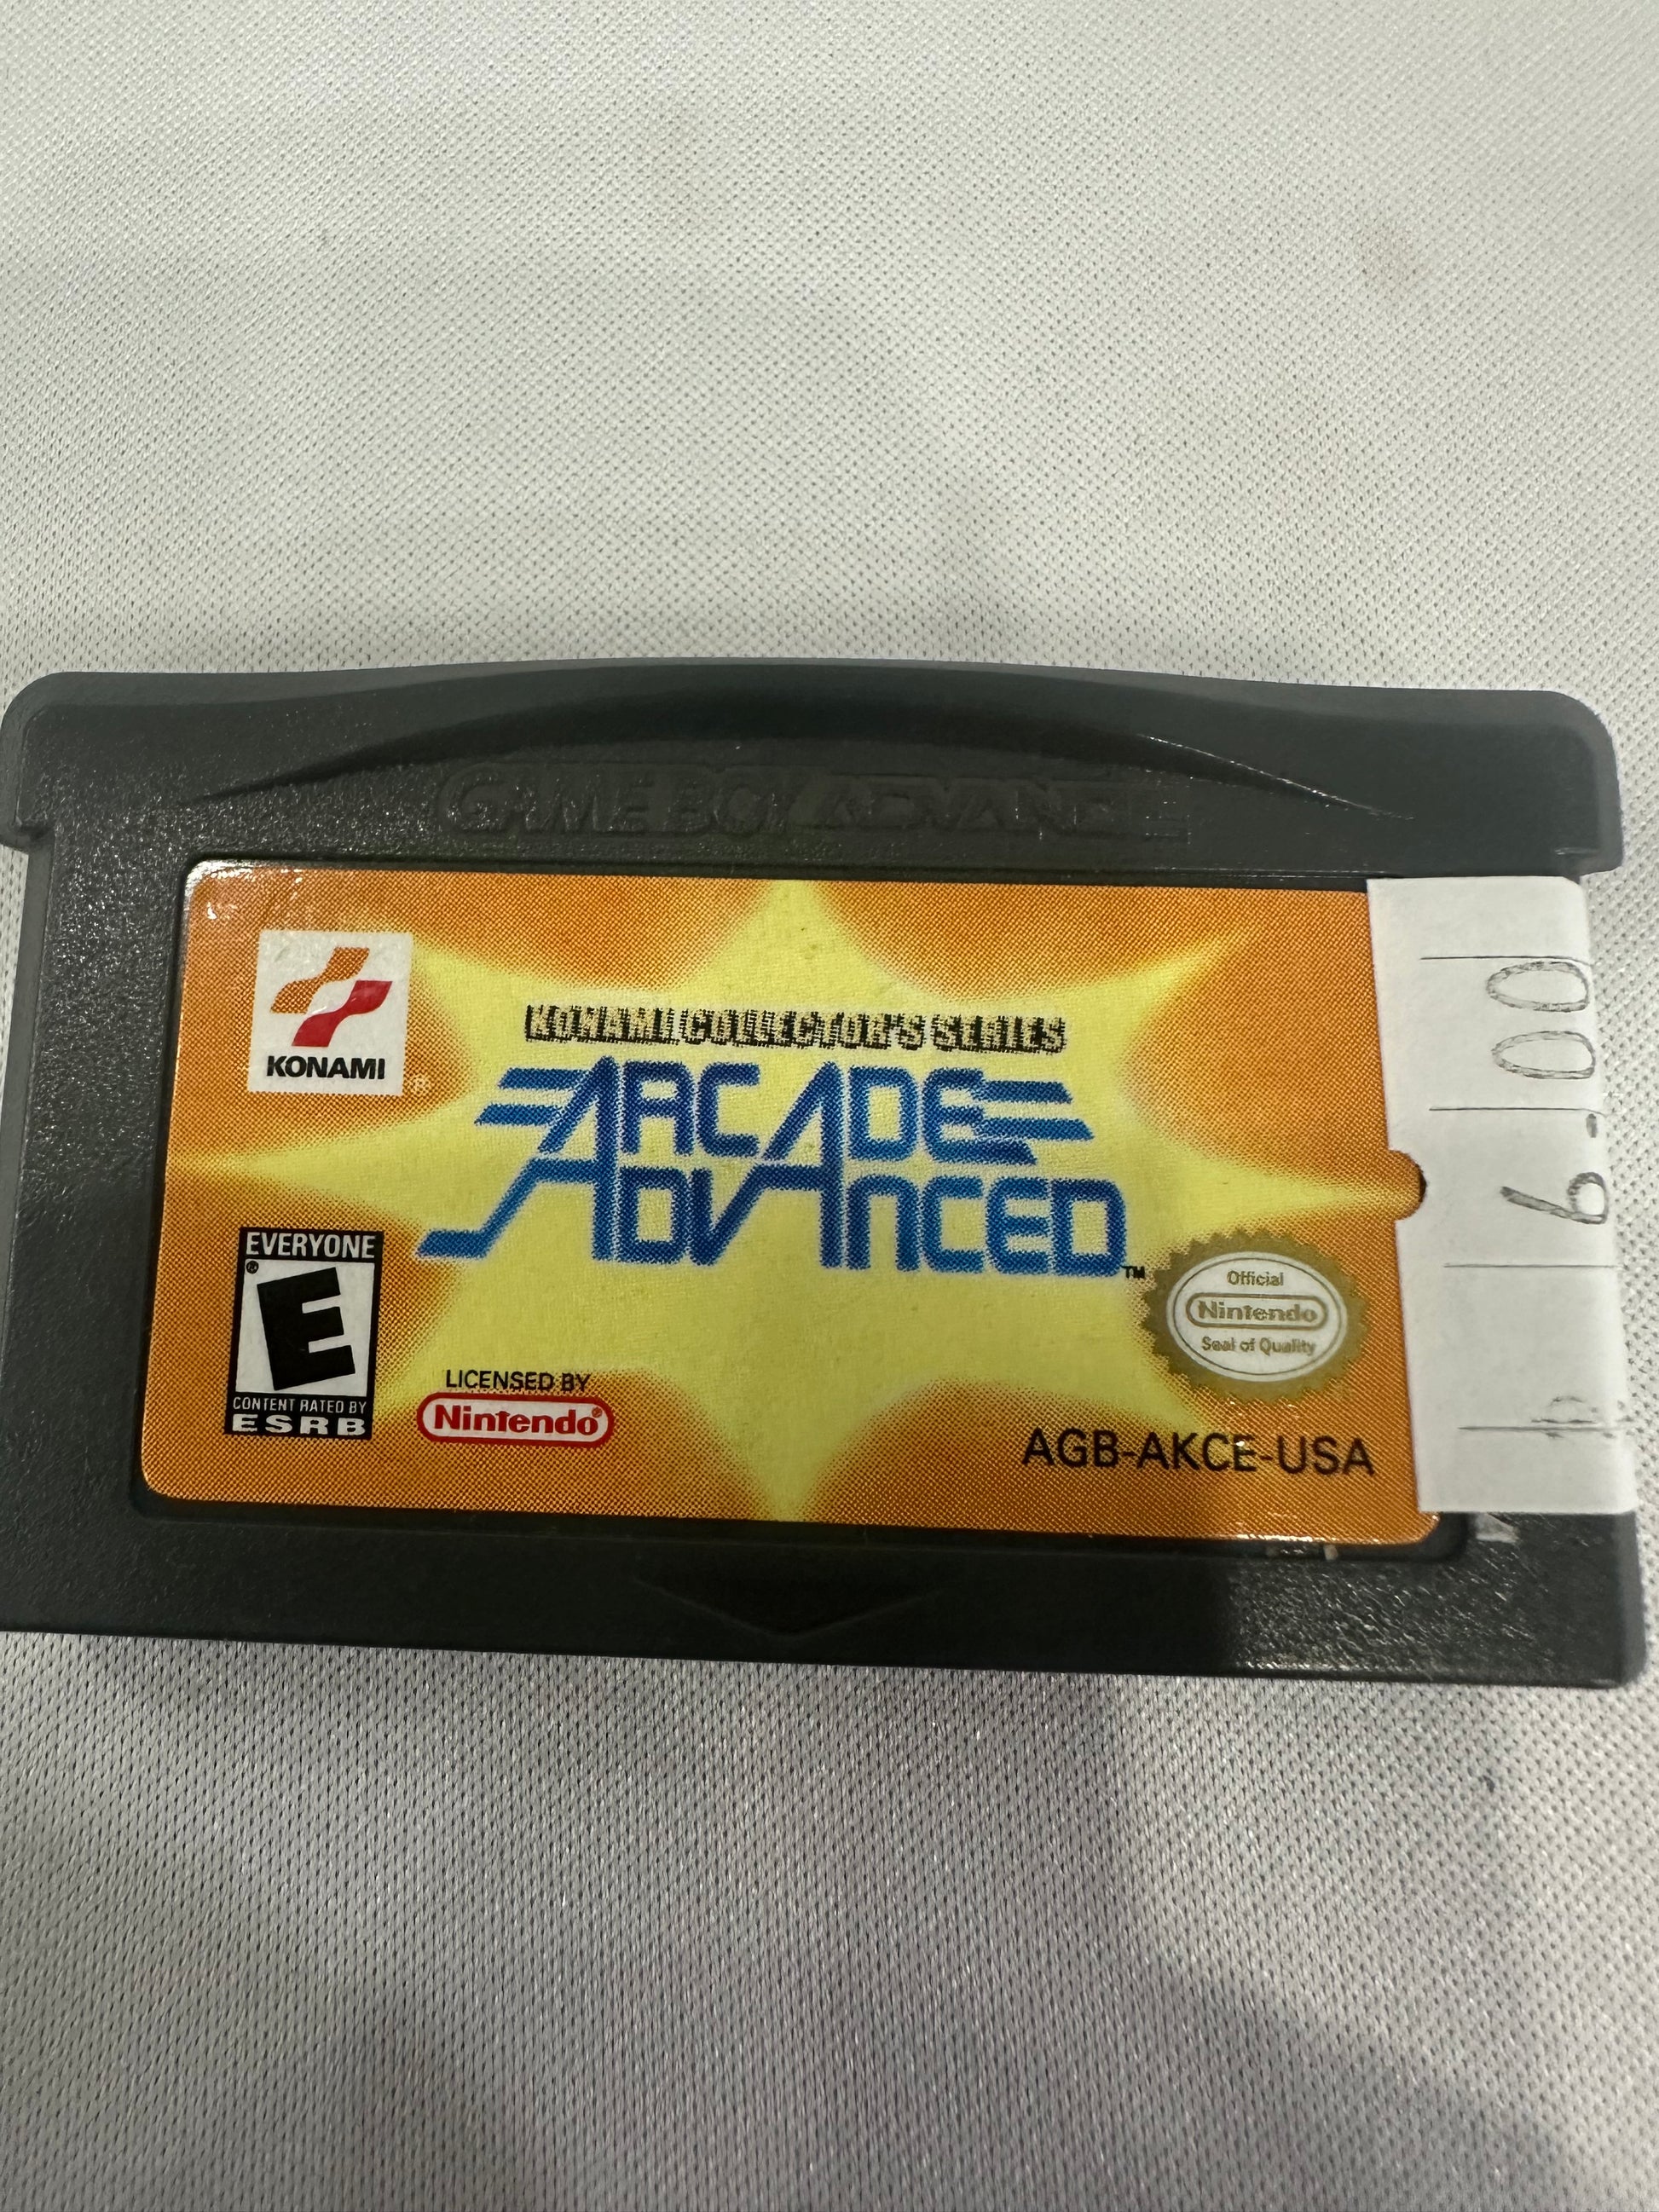 GAME BOY ADVANCE
KONAMI
®
KONAMI COLLECTOR'S SERIES
ARCADE
ADVANCED™
EVERYONE
E®
CONTENT RATED BY
ESRB
LICENSED BY
Nintendo®
Official
Nintendo
Seal of Quality
AGB-AKCE-USA
6.00